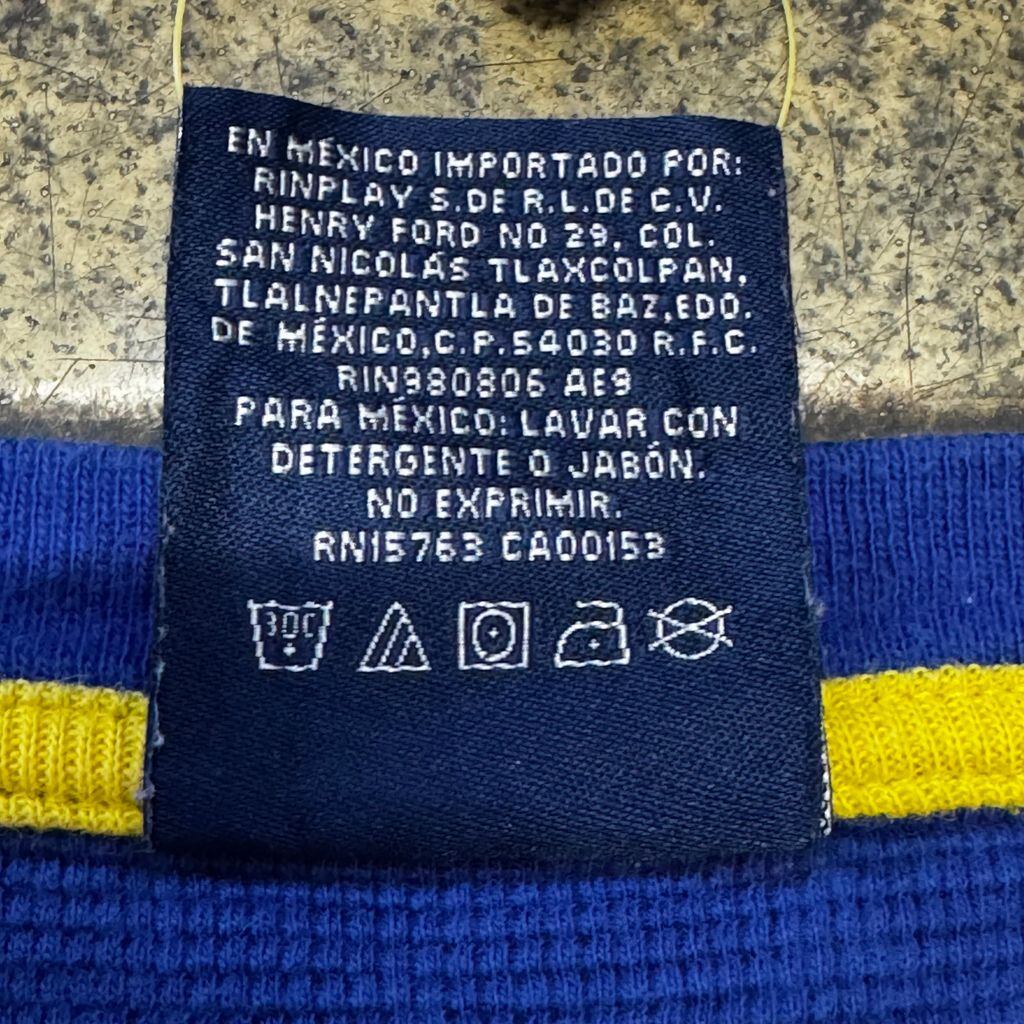 EN MÉXICO IMPORTADO POR:
RINPLAY S.DE R.L.DE C.V.
HENRY FORD NO 29, COL.
SAN NICOLÁS TLAXCOLPAN,
TLALNEPANTLA DE BAZ,EDO.
DE MÉXICO,C.P.54030 R.F.C.
RIN980806 AE9
PARA MÉXICO: LAVAR CON
DETERGENTE O JABÓN.
NO EXPRIMIR.
RN15763 CA00153
30C